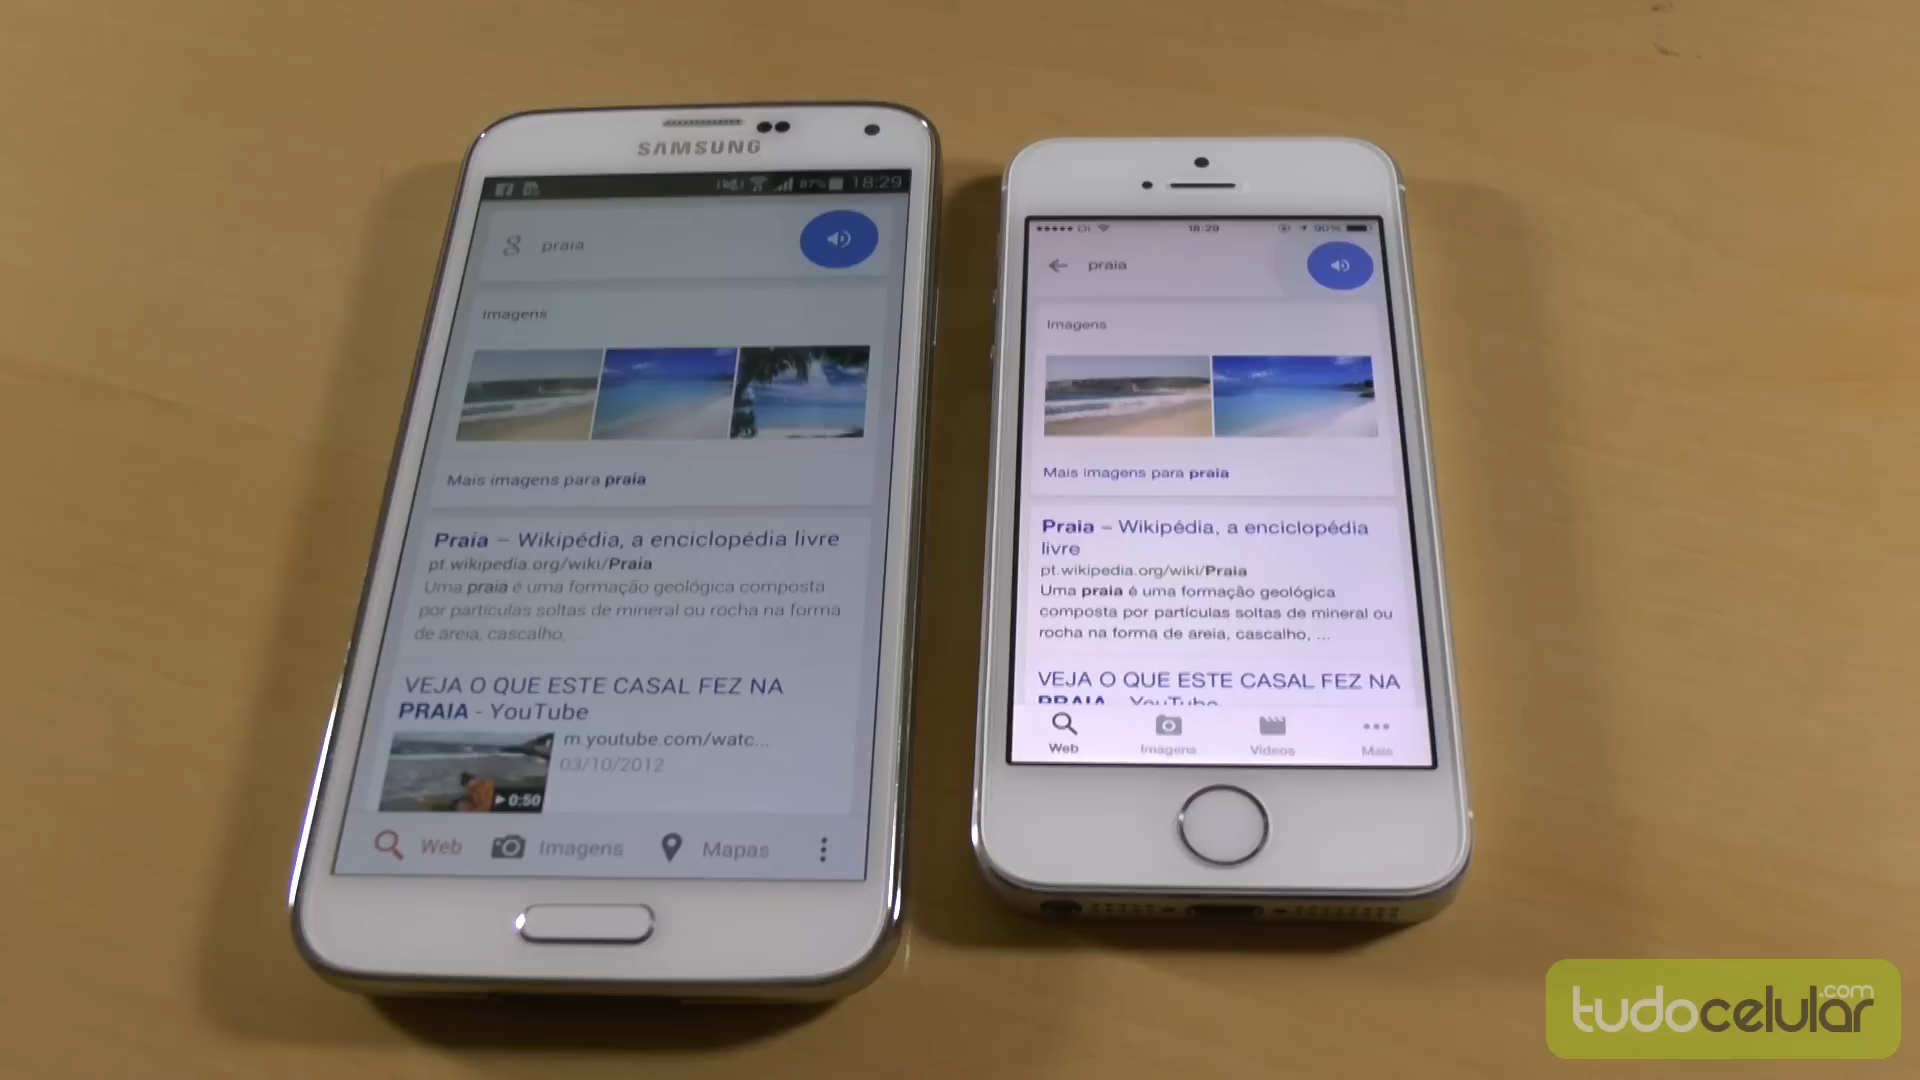 SAMSUNG
87% 18:29
praia
Imagens
Mais imagens para praia
Praia – Wikipédia, a enciclopédia livre
pt.wikipedia.org/wiki/Praia
Uma praia é uma formação geológica composta
por partículas soltas de mineral ou rocha na forma
de areia, cascalho, ...
VEJA O QUE ESTE CASAL FEZ NA
PRAIA - YouTube
m.youtube.com/watc...
03/10/2012
0:50
Web Imagens Mapas
Oi 18:29 90%
praia
Imagens
Mais imagens para praia
Praia – Wikipédia, a enciclopédia
livre
pt.wikipedia.org/wiki/Praia
Uma praia é uma formação geológica
composta por partículas soltas de mineral ou
rocha na forma de areia, cascalho, ...
VEJA O QUE ESTE CASAL FEZ NA
PRAIA - YouTube
Web Imagens Vídeos Mais
tudocelular.com